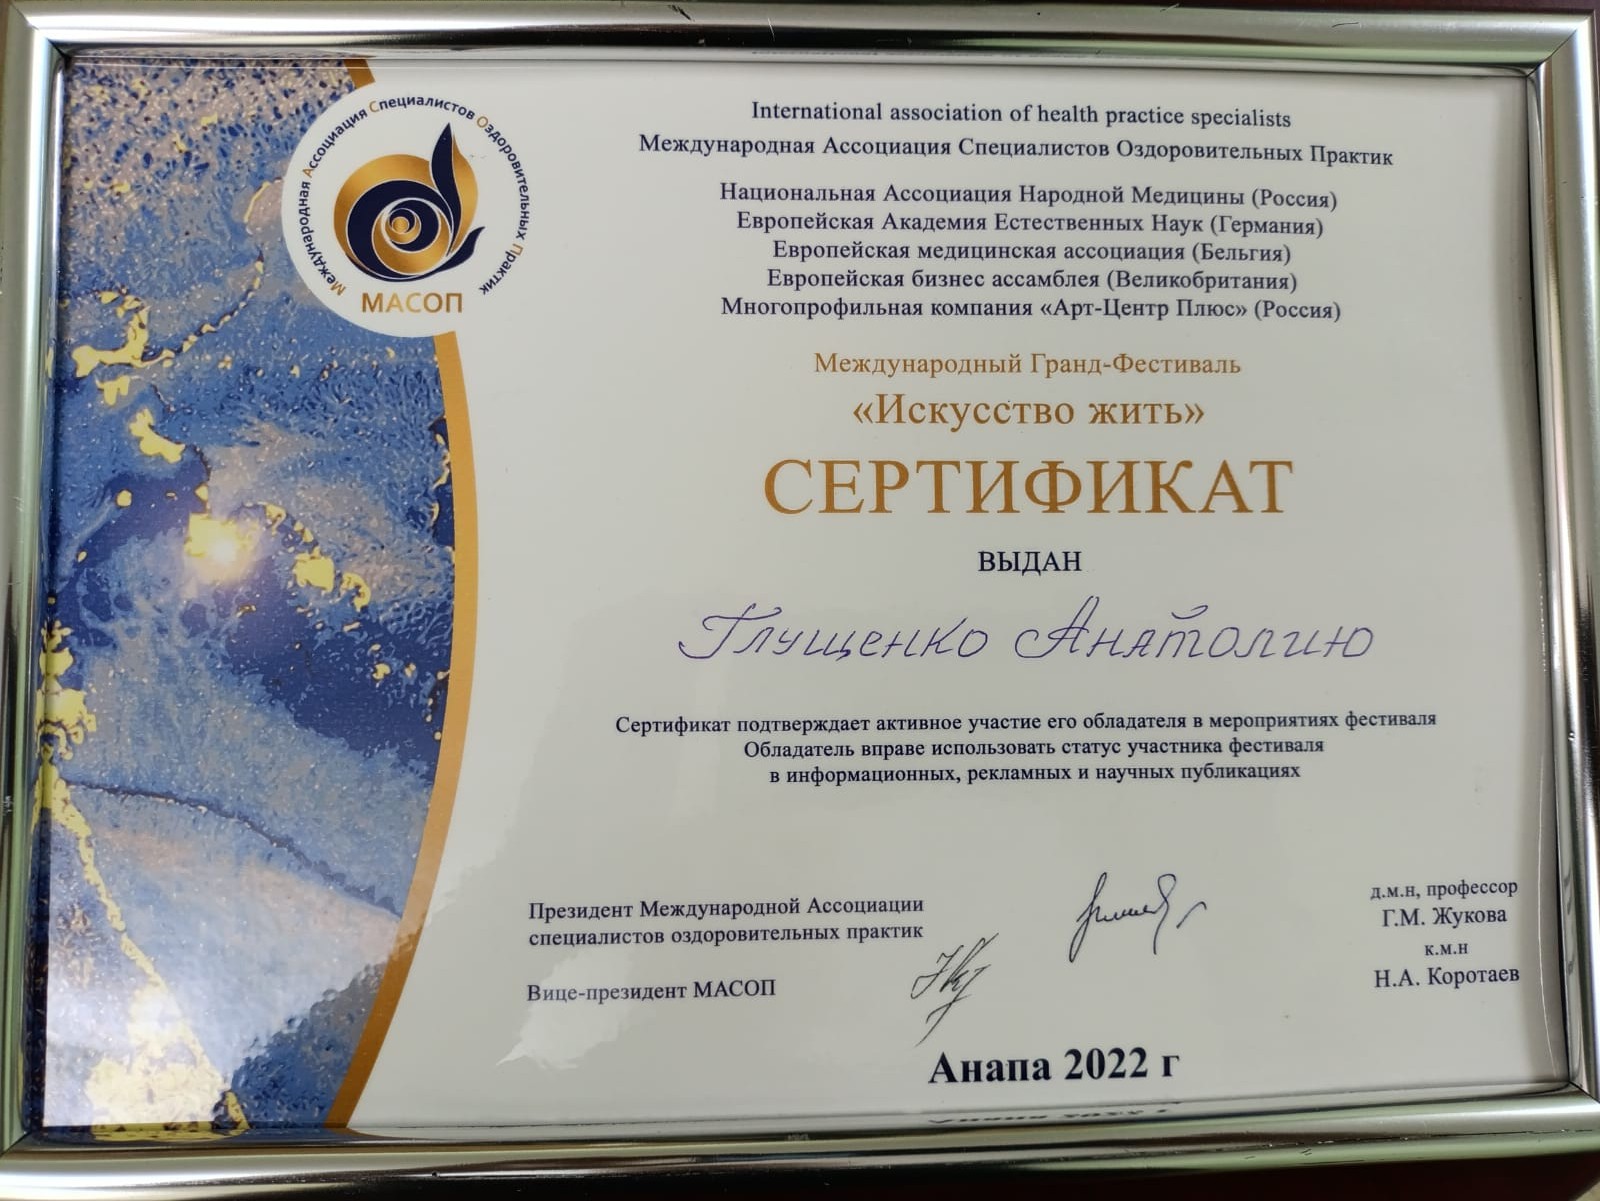 Международная Ассоциация Специалистов Оздоровительных Практик
МАСОП
International association of health practice specialists
Международная Ассоциация Специалистов Оздоровительных Практик
Национальная Ассоциация Народной Медицины (Россия)
Европейская Академия Естественных Наук (Германия)
Европейская медицинская ассоциация (Бельгия)
Европейская бизнес ассамблея (Великобритания)
Многопрофильная компания «Арт-Центр Плюс» (Россия)
Международный Гранд-Фестиваль
«Искусство жить»
СЕРТИФИКАТ
ВЫДАН
Глущенко Анатолию
Сертификат подтверждает активное участие его обладателя в мероприятиях фестиваля
Обладатель вправе использовать статус участника фестиваля
в информационных, рекламных и научных публикациях
Президент Международной Ассоциации
специалистов оздоровительных практик
д.м.н, профессор
Г.М. Жукова
Вице-президент МАСОП
к.м.н
Н.А. Коротаев
Анапа 2022 г